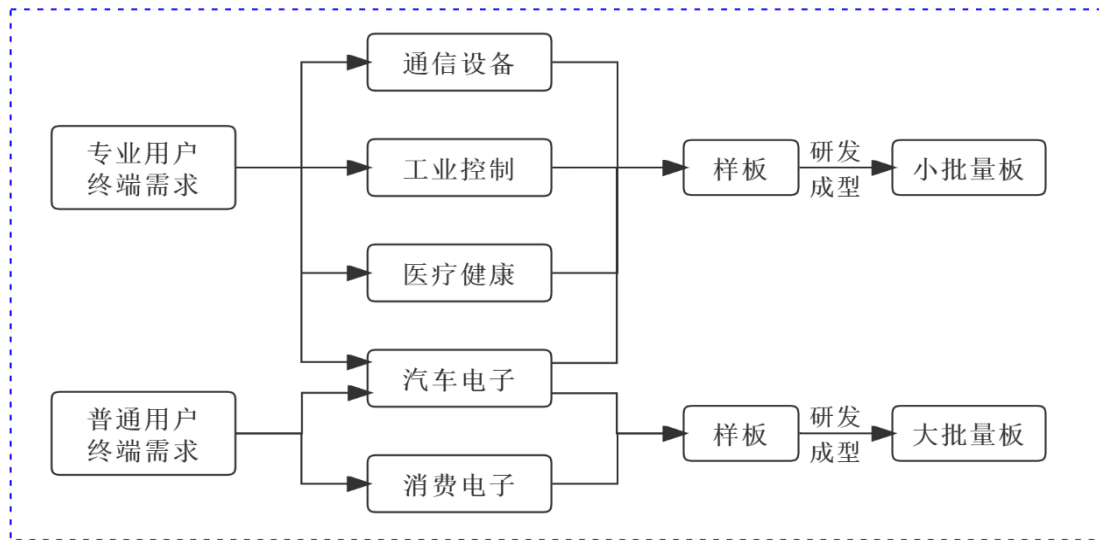 通信设备
专业用户
终端需求
工业控制
样板
研发
成型
小批量板
医疗健康
汽车电子
普通用户
终端需求
样板
研发
成型
大批量板
消费电子